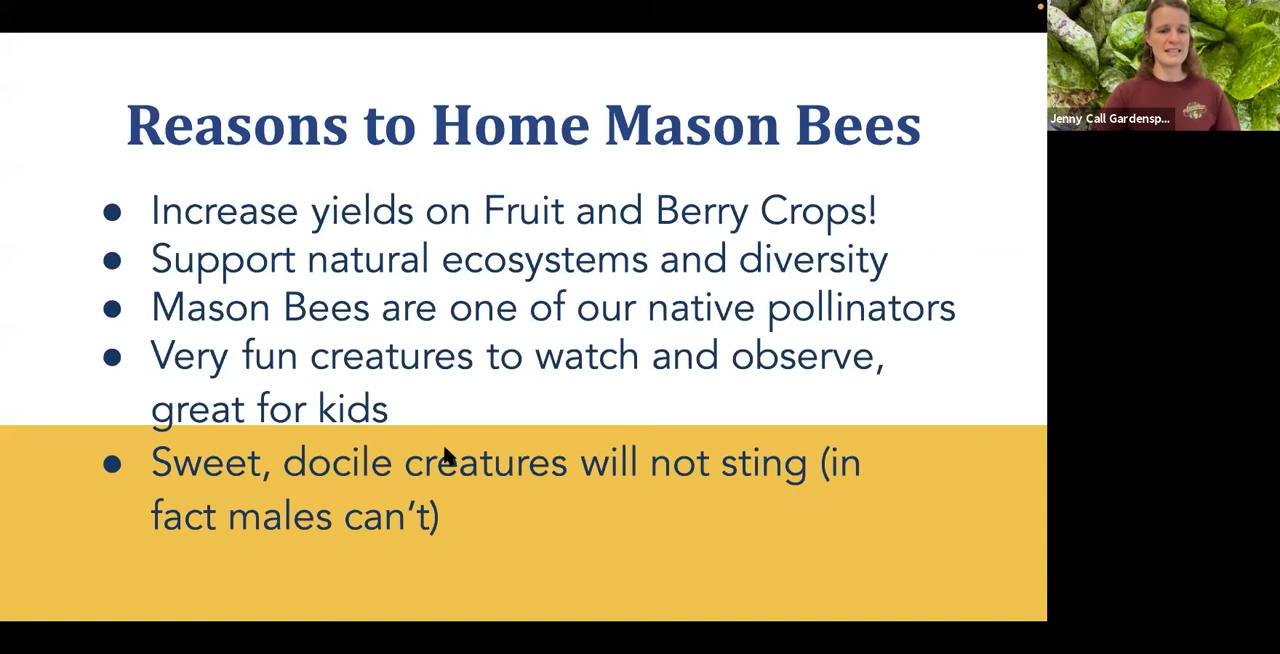 Reasons to Home Mason Bees
● Increase yields on Fruit and Berry Crops!
● Support natural ecosystems and diversity
● Mason Bees are one of our native pollinators
● Very fun creatures to watch and observe,
great for kids
● Sweet, docile creatures will not sting (in
fact males can't)
Jenny Call Gardensp...